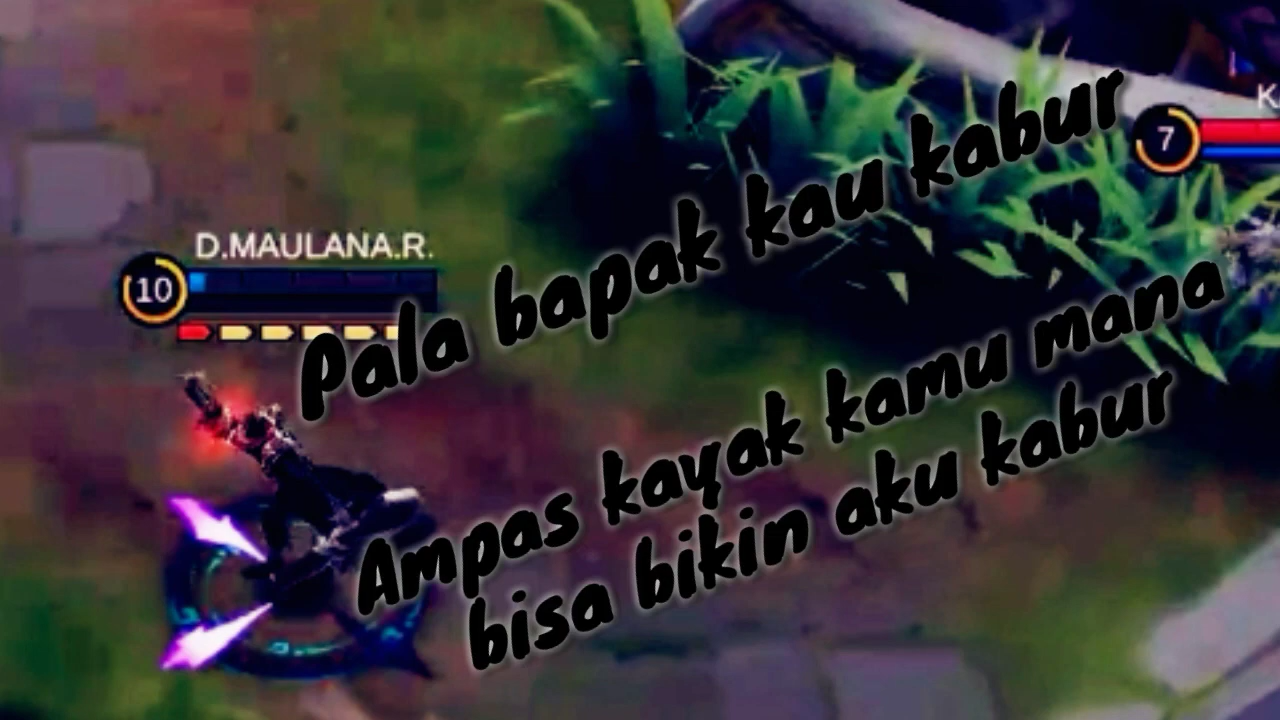 K
7
D.MAULANA.R.
10
Pala bapak kau kabur
Ampas kayak kamu mana
bisa bikin aku kabur